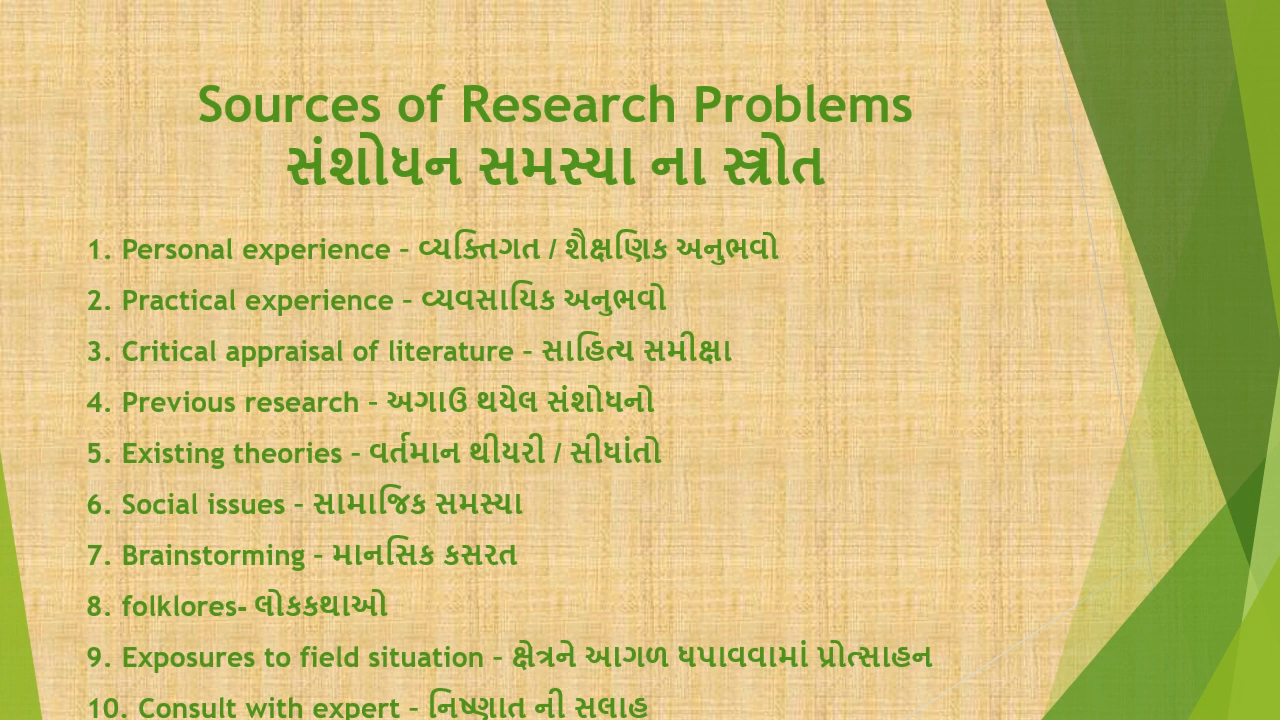 Sources of Research Problems
સંશોધન સમસ્યા ના સ્ત્રોત
1. Personal experience – વ્યક્તિગત / શૈક્ષણિક અનુભવો
2. Practical experience – વ્યવસાયિક અનુભવો
3. Critical appraisal of literature – સાહિત્ય સમીક્ષા
4. Previous research – અગાઉ થયેલ સંશોધનો
5. Existing theories – વર્તમાન થીયરી / સીધાંતો
6. Social issues – સામાજિક સમસ્યા
7. Brainstorming – માનસિક કસરત
8. folklores- લોકકથાઓ
9. Exposures to field situation – ક્ષેત્રને આગળ ધપાવવામાં પ્રોત્સાહન
10. Consult with expert – નિષ્ણાત ની સલાહ